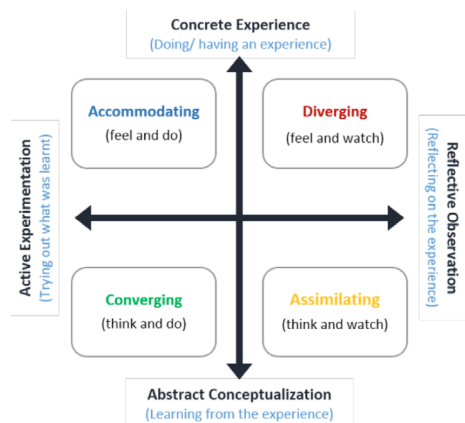 Concrete Experience
(Doing/ having an experience)
Accommodating
(feel and do)
Diverging
(feel and watch)
Active Experimentation
(Trying out what was learnt)
Reflective Observation
(Reflecting on the experience)
Converging
(think and do)
Assimilating
(think and watch)
Abstract Conceptualization
(Learning from the experience)